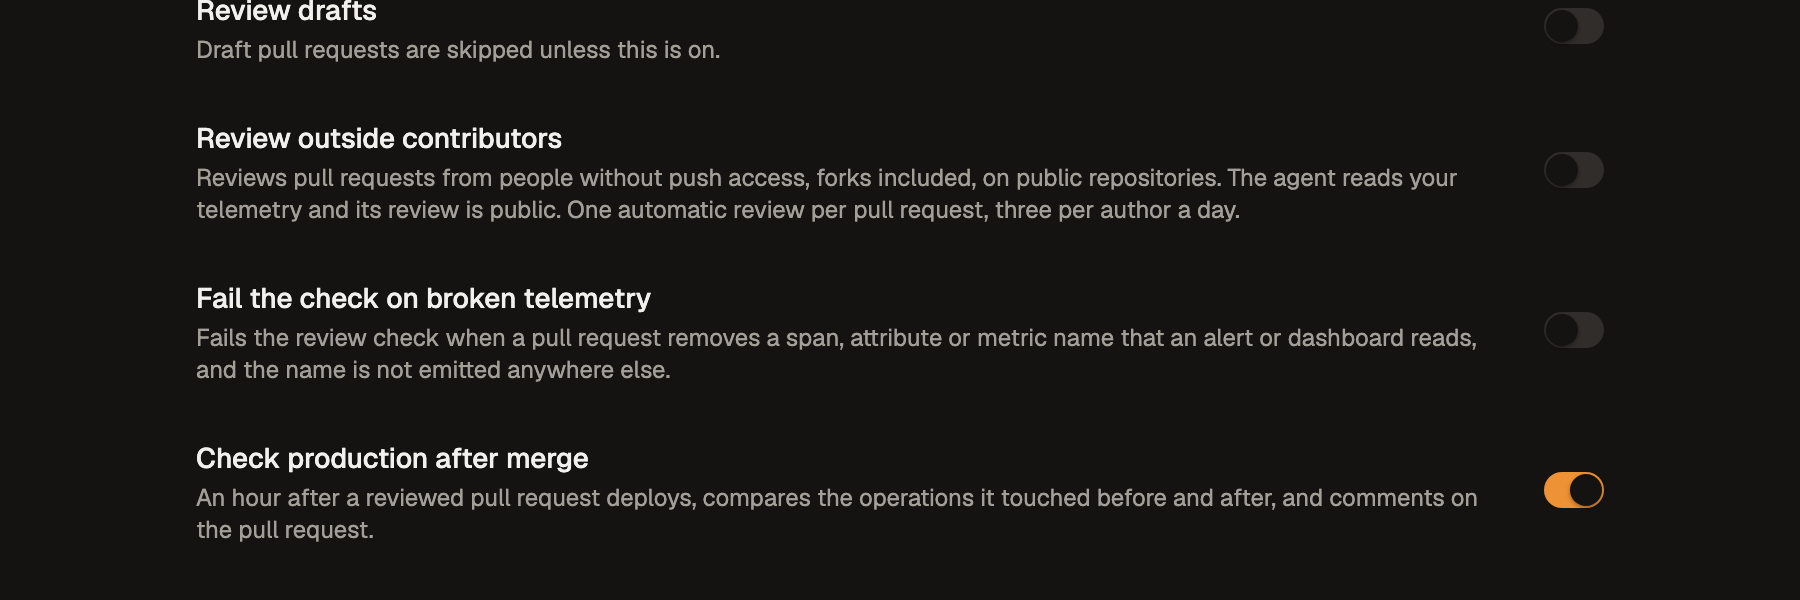 Review drafts
Draft pull requests are skipped unless this is on.
Review outside contributors
Reviews pull requests from people without push access, forks included, on public repositories. The agent reads your
telemetry and its review is public. One automatic review per pull request, three per author a day.
Fail the check on broken telemetry
Fails the review check when a pull request removes a span, attribute or metric name that an alert or dashboard reads,
and the name is not emitted anywhere else.
Check production after merge
An hour after a reviewed pull request deploys, compares the operations it touched before and after, and comments on
the pull request.